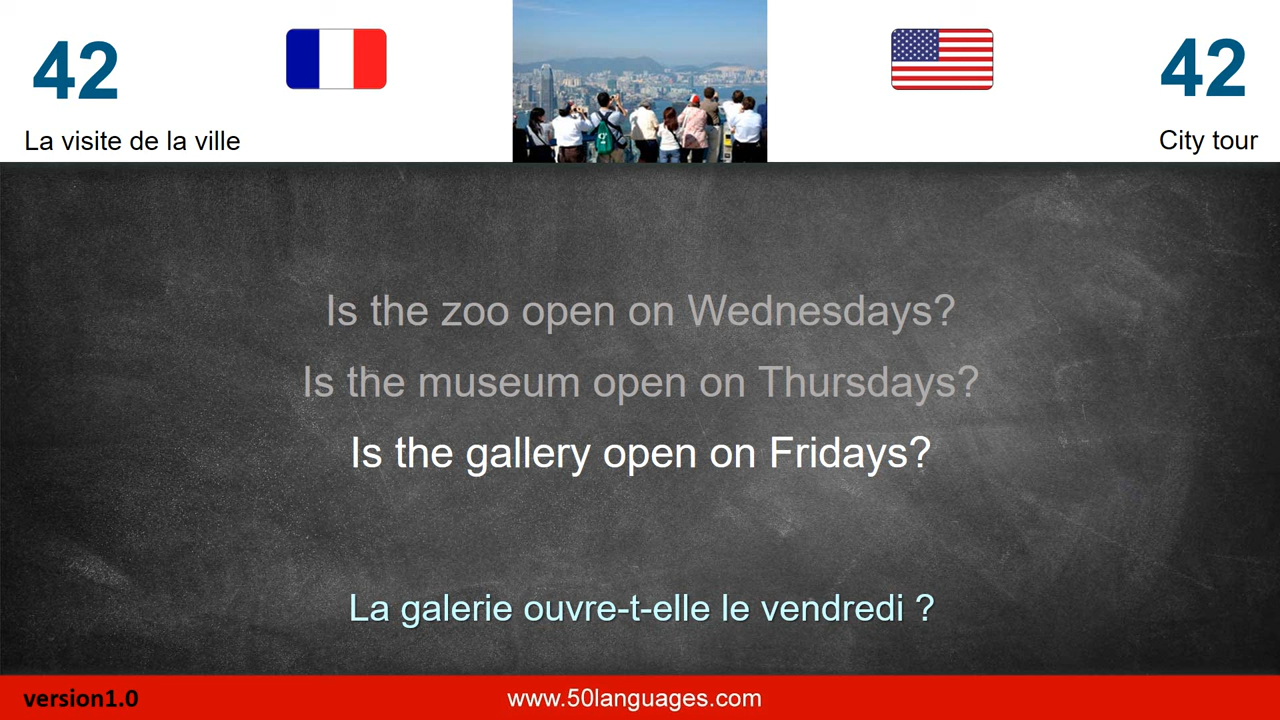 42
La visite de la ville
42
City tour
Is the zoo open on Wednesdays?
Is the museum open on Thursdays?
Is the gallery open on Fridays?
La galerie ouvre-t-elle le vendredi ?
version1.0
www.50languages.com